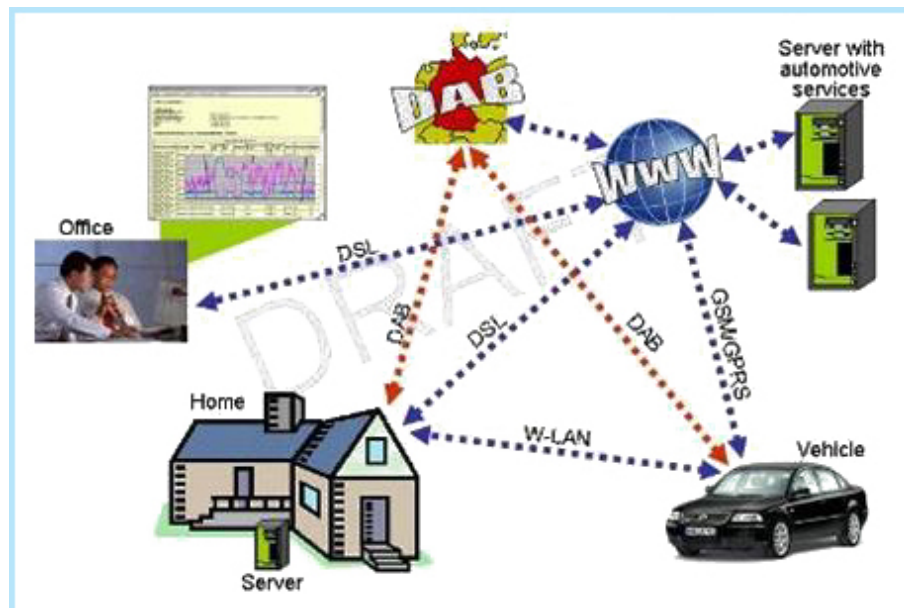 DAB
Server with
automotive
services
WWW
Office
DSL
DRAFT
DAB
DSL
DAB
GSM/GPRS
Home
W-LAN
Vehicle
Server